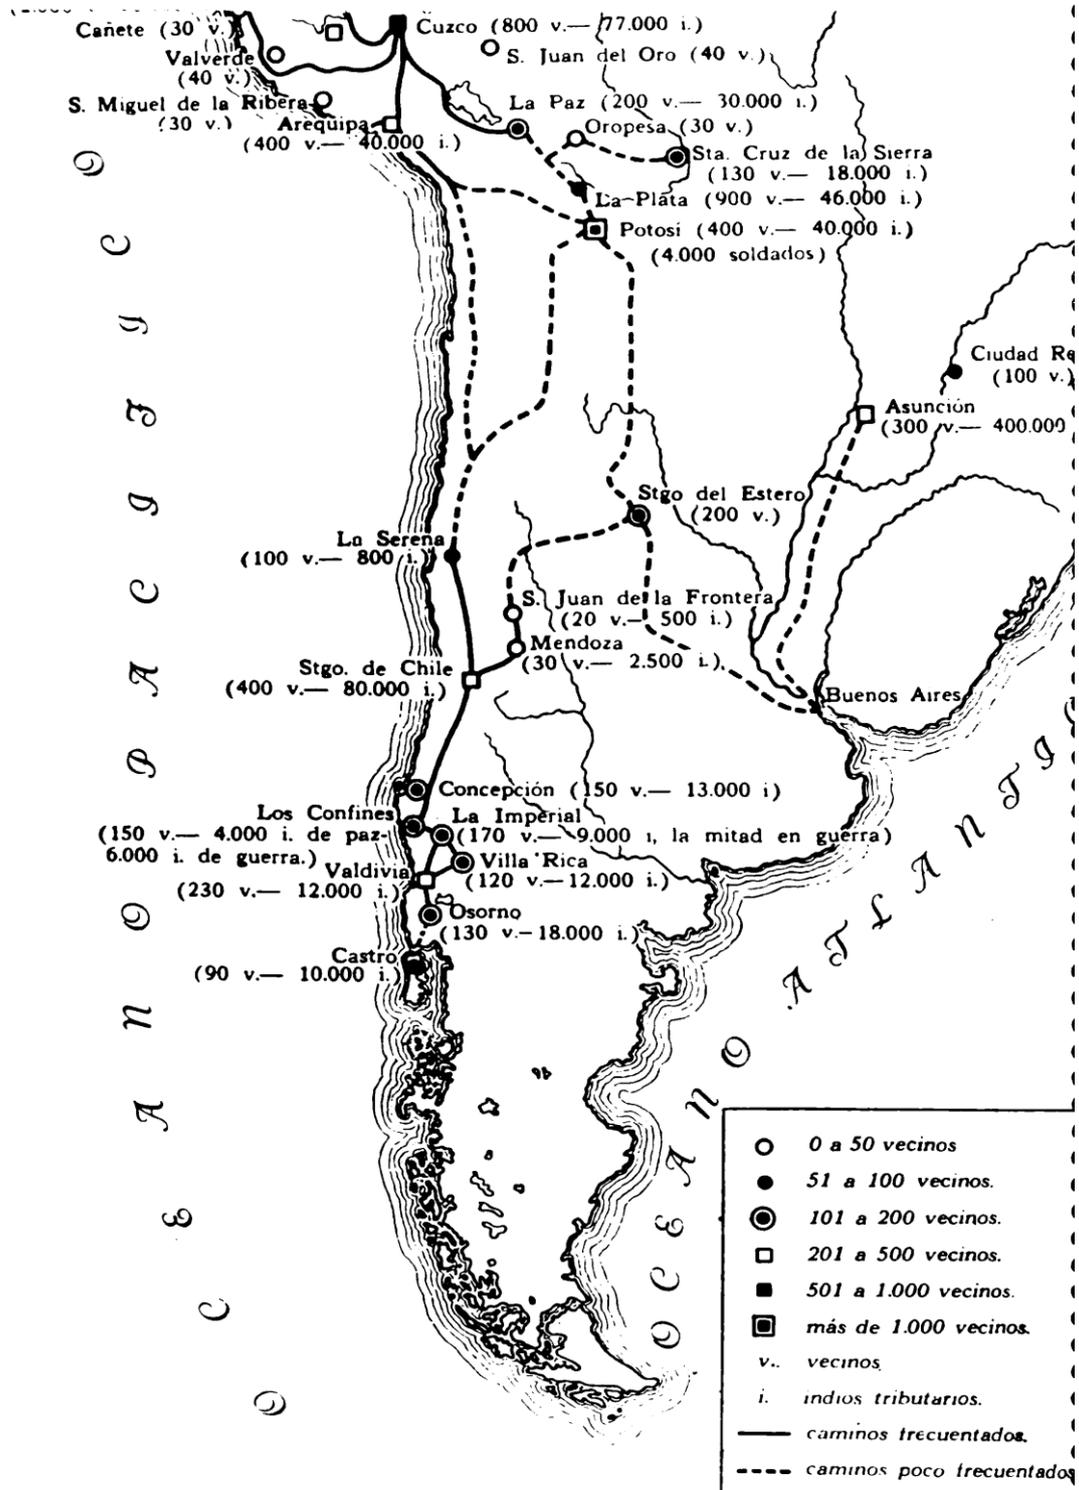 Cañete (30 v.)
Cuzco (800 v.— 77.000 i.)
S. Juan del Oro (40 v.)
Valverde
(40 v.)
S. Miguel de la Ribera
(30 v.)
La Paz (200 v.— 30.000 i.)
Arequipa
(400 v.— 40.000 i.)
Oropesa (30 v.)
Sta. Cruz de la Sierra
(130 v.— 18.000 i.)
La Plata (900 v.— 46.000 i.)
Potosí (400 v.— 40.000 i.)
(4.000 soldados)
Ciudad Re
(100 v.)
Asunción
(300 v.— 400.000
Stgo del Estero
(200 v.)
La Serena
(100 v.— 800 i.)
S. Juan de la Frontera
(20 v.— 500 i.)
Mendoza
(30 v.— 2.500 i.)
Stgo. de Chile
(400 v.— 80.000 i.)
Buenos Aires
Concepción (150 v.— 13.000 i)
Los Confines
(150 v.— 4.000 i. de paz-
6.000 i. de guerra.)
La Imperial
(170 v.— 9.000 i, la mitad en guerra)
Villa Rica
(120 v.—12.000 i.)
Valdivia
(230 v.— 12.000 i.)
Osorno
(130 v.-18.000 i.)
Castro
(90 v.— 10.000 i.)
OCEANO PACIFICO
OCEANO ATLANTIC
0 a 50 vecinos
51 a 100 vecinos.
101 a 200 vecinos.
201 a 500 vecinos.
501 a 1.000 vecinos.
más de 1.000 vecinos.
v.. vecinos
i. indios tributarios.
caminos frecuentados.
caminos poco frecuentados